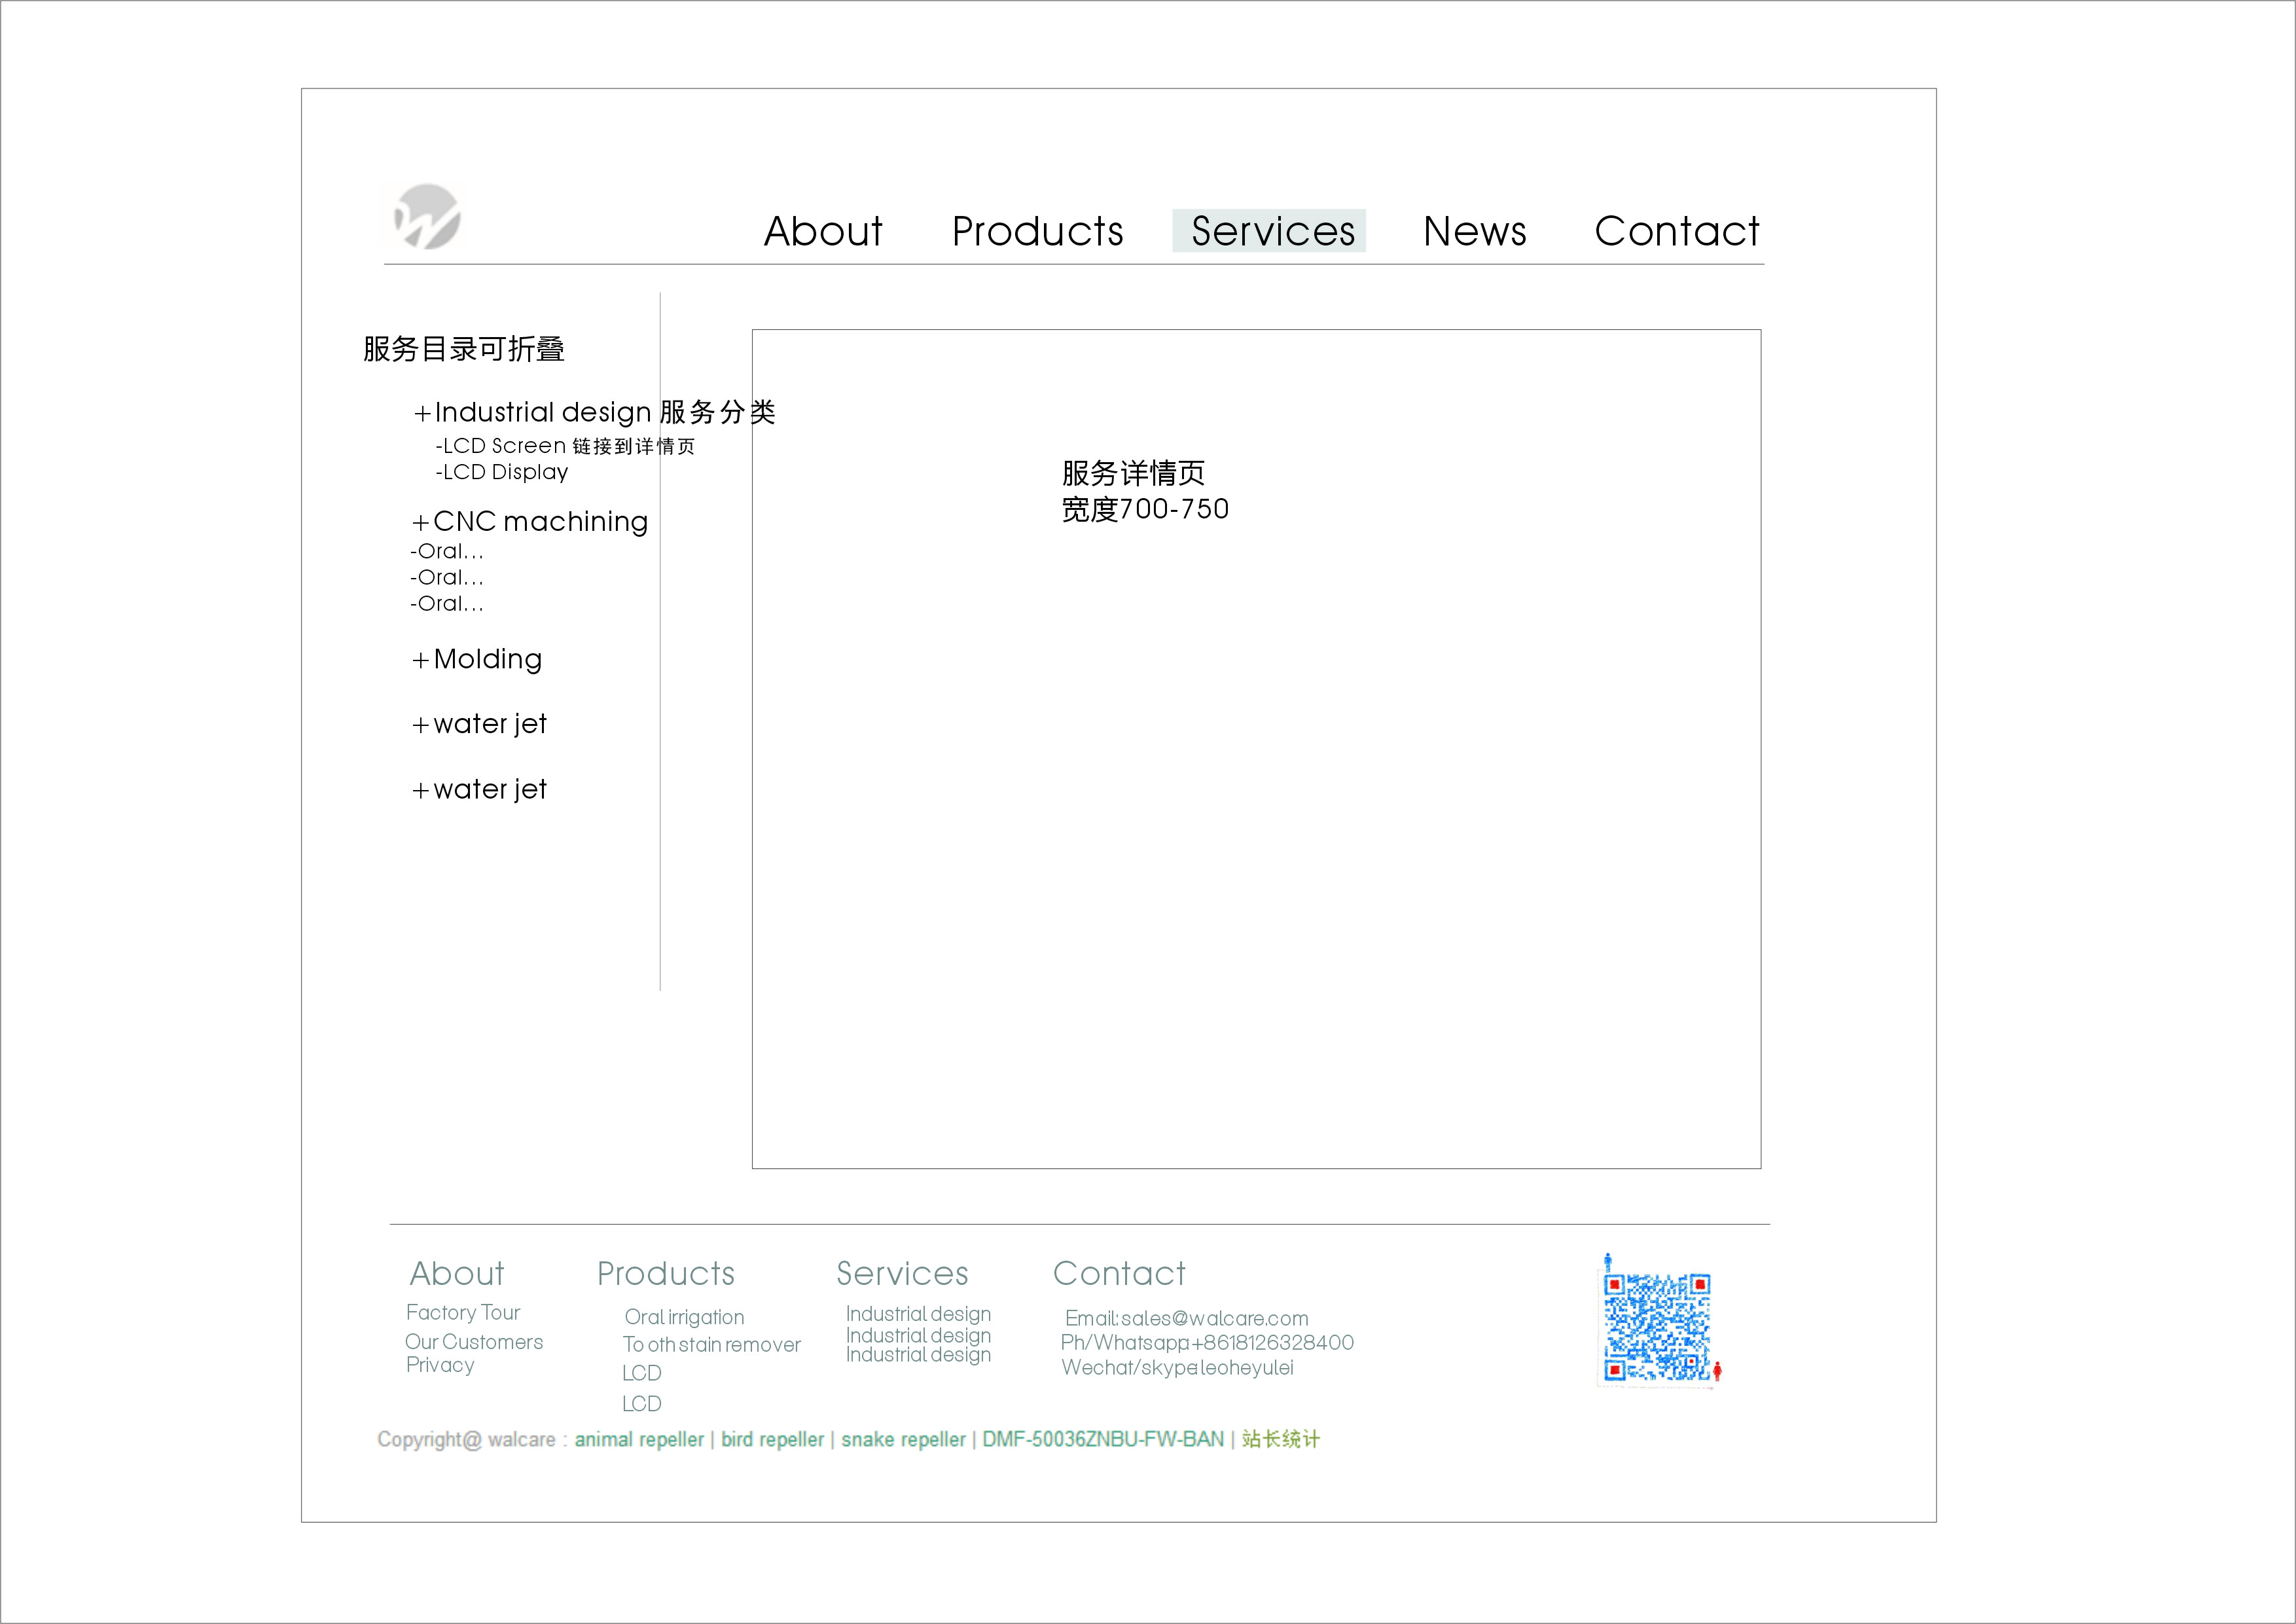 About Products Services News Contact
服务目录可折叠
+Industrial design 服务分类
-LCD Screen 链接到详情页
-LCD Display
+CNC machining
-Oral...
-Oral...
-Oral...
+Molding
+water jet
+water jet
服务详情页
宽度700-750
About
Factory Tour
Our Customers
Privacy
Products
Oral irrigation
Tooth stain remover
LCD
LCD
Services
Industrial design
Industrial design
Industrial design
Contact
Email:sales@walcare.com
Ph/Whatsapp:+8618126328400
Wechat/skype:leoheyulei
Copyright@ walcare : animal repeller | bird repeller | snake repeller | DMF-50036ZNBU-FW-BAN | 站长统计